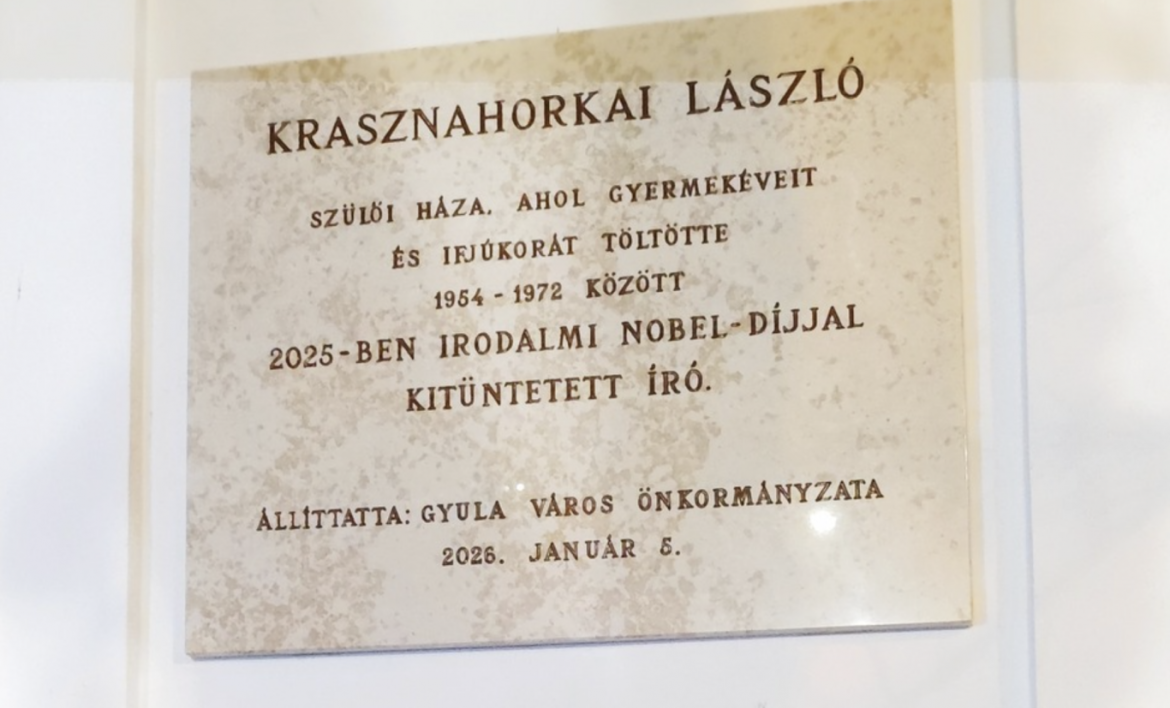 KRASZNAHORKAI LÁSZLÓ
SZÜLŐI HÁZA, AHOL GYERMEKÉVEIT
ÉS IFJÚKORÁT TÖLTÖTTE
1954 - 1972 KÖZÖTT
2025-BEN IRODALMI NOBEL-DÍJJAL
KITÜNTETETT ÍRÓ.
ÁLLÍTTATTA: GYULA VÁROS ÖNKORMÁNYZATA
2026. JANUÁR 5.